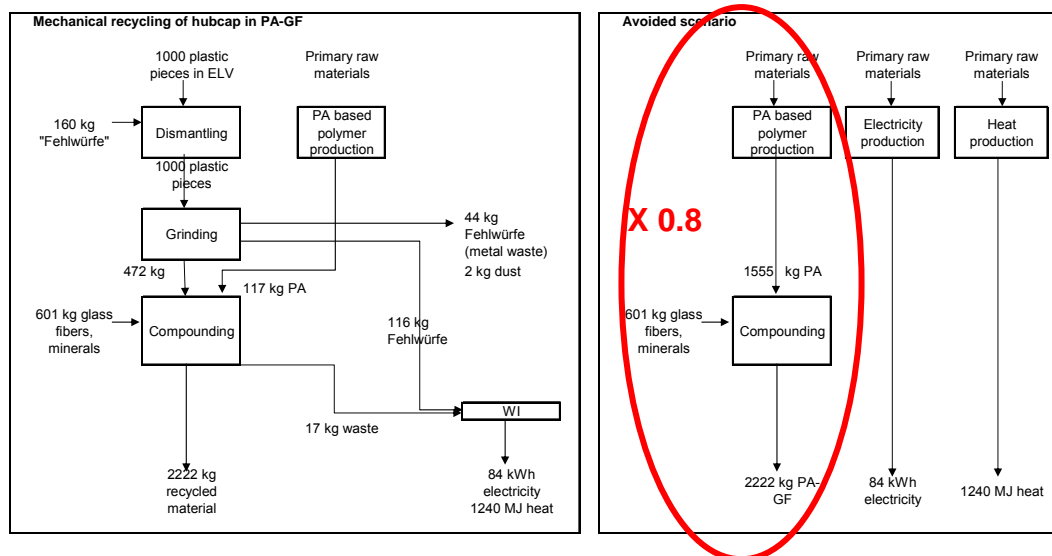 Mechanical recycling of hubcap in PA-GF
1000 plastic
pieces in ELV
Primary raw
materials
160 kg
"Fehlwürfe"
Dismantling
PA based
polymer
production
1000 plastic
pieces
Grinding
44 kg
Fehlwürfe
(metal waste)
2 kg dust
472 kg
117 kg PA
601 kg glass
fibers,
minerals
Compounding
116 kg
Fehlwürfe
17 kg waste
WI
2222 kg
recycled
material
84 kWh
electricity
1240 MJ heat
Avoided scenario
Primary raw
materials
Primary raw
materials
Primary raw
materials
PA based
polymer
production
Electricity
production
Heat
production
X 0.8
1555 kg PA
601 kg glass
fibers,
minerals
Compounding
2222 kg PA-
GF
84 kWh
electricity
1240 MJ heat